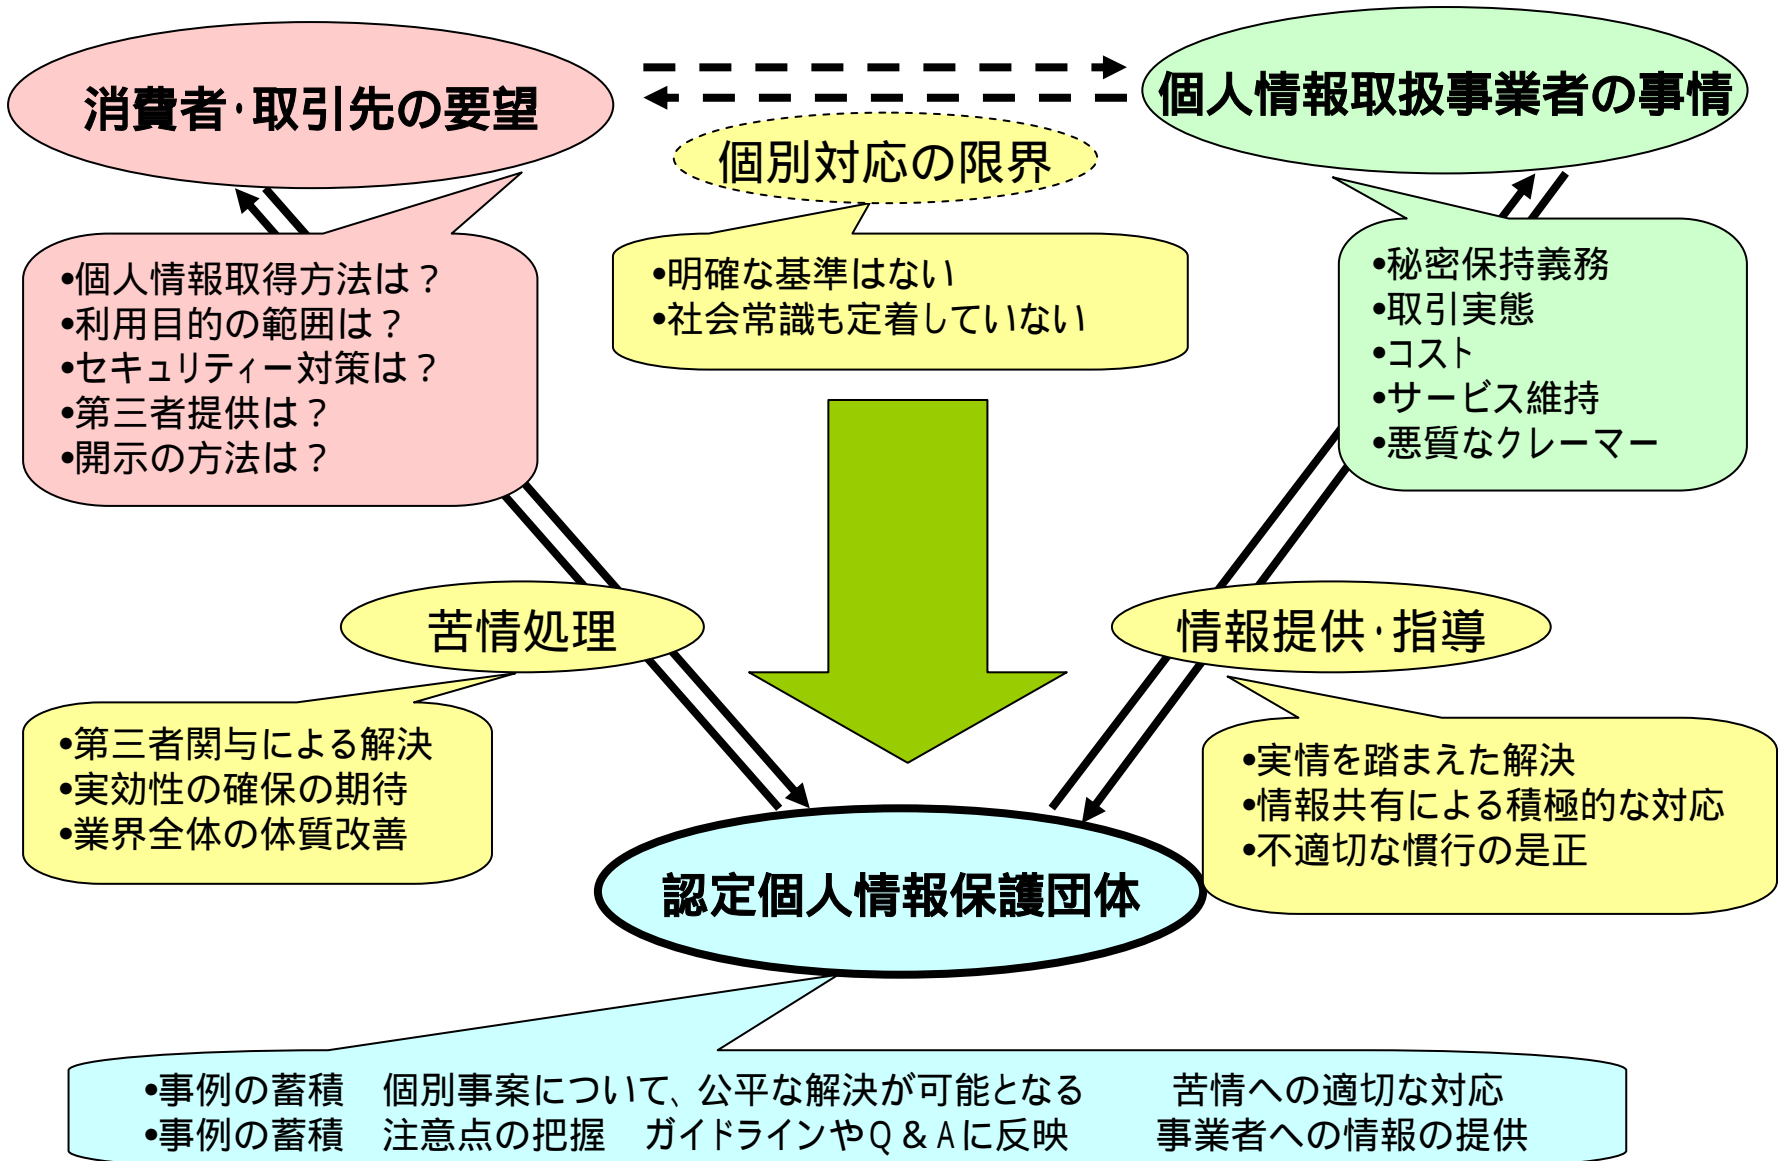 消費者・取引先の要望
個人情報取扱事業者の事情
個別対応の限界
•個人情報取得方法は？
•利用目的の範囲は？
•セキュリティー対策は？
•第三者提供は？
•開示の方法は？
•明確な基準はない
•社会常識も定着していない
•秘密保持義務
•取引実態
•コスト
•サービス維持
•悪質なクレーマー
苦情処理
情報提供・指導
•第三者関与による解決
•実効性の確保の期待
•業界全体の体質改善
•実情を踏まえた解決
•情報共有による積極的な対応
•不適切な慣行の是正
認定個人情報保護団体
•事例の蓄積　個別事案について、公平な解決が可能となる　　苦情への適切な対応
•事例の蓄積　注意点の把握　ガイドラインやＱ＆Ａに反映　　事業者への情報の提供